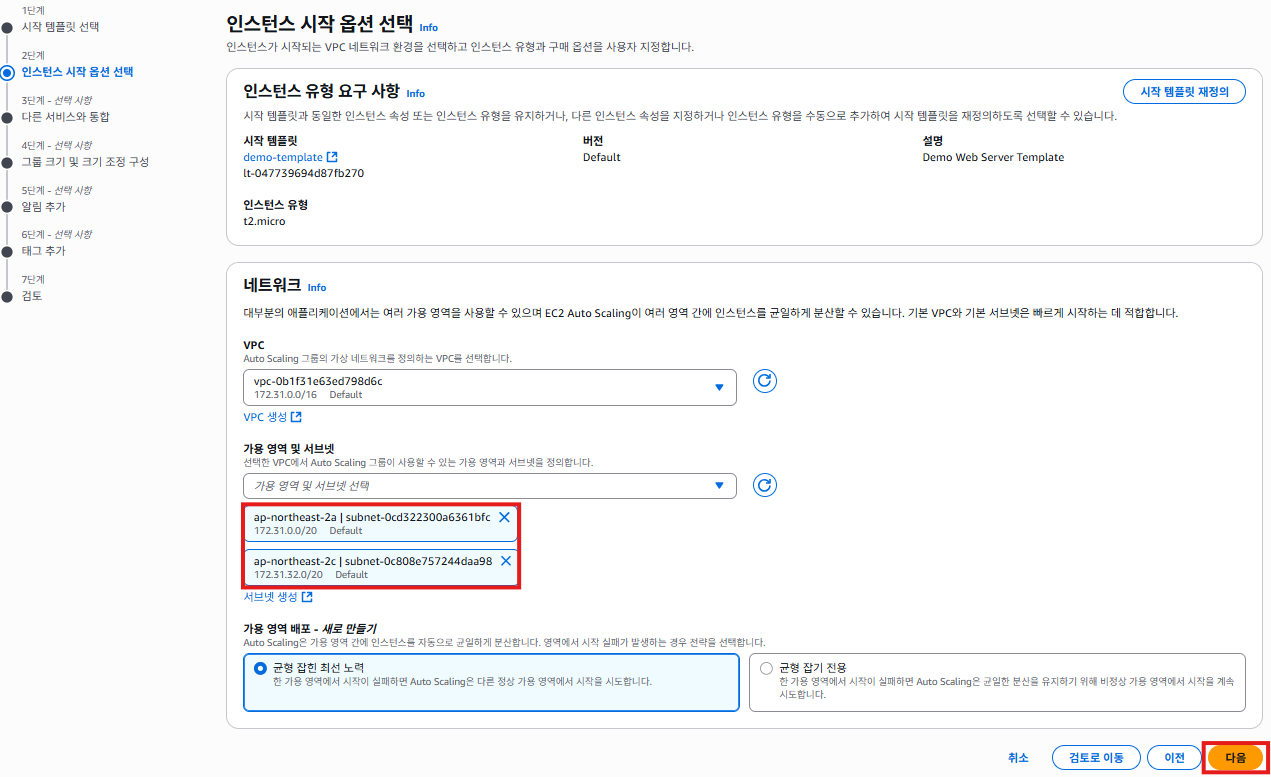 1단계
시작 템플릿 선택
2단계
인스턴스 시작 옵션 선택
3단계 - 선택 사항
다른 서비스와 통합
4단계 - 선택 사항
그룹 크기 및 크기 조정 구성
5단계 - 선택 사항
알림 추가
6단계 - 선택 사항
태그 추가
7단계
검토
인스턴스 시작 옵션 선택 Info
인스턴스가 시작되는 VPC 네트워크 환경을 선택하고 인스턴스 유형과 구매 옵션을 사용자 지정합니다.
인스턴스 유형 요구 사항 Info
시작 템플릿 재정의
시작 템플릿과 동일한 인스턴스 속성 또는 인스턴스 유형을 유지하거나, 다른 인스턴스 속성을 지정하거나 인스턴스 유형을 수동으로 추가하여 시작 템플릿을 재정의하도록 선택할 수 있습니다.
시작 템플릿
demo-template
lt-047739694d87fb270
버전
Default
설명
Demo Web Server Template
인스턴스 유형
t2.micro
네트워크 Info
대부분의 애플리케이션에서는 여러 가용 영역을 사용할 수 있으며 EC2 Auto Scaling이 여러 영역 간에 인스턴스를 균일하게 분산할 수 있습니다. 기본 VPC와 기본 서브넷은 빠르게 시작하는 데 적합합니다.
VPC
Auto Scaling 그룹의 가상 네트워크를 정의하는 VPC를 선택합니다.
vpc-0b1f31e63ed798d6c
172.31.0.0/16 Default
VPC 생성
가용 영역 및 서브넷
선택한 VPC에서 Auto Scaling 그룹이 사용할 수 있는 가용 영역과 서브넷을 정의합니다.
가용 영역 및 서브넷 선택
ap-northeast-2a | subnet-0cd322300a6361bfc
172.31.0.0/20 Default
ap-northeast-2c | subnet-0c808e757244daa98
172.31.32.0/20 Default
서브넷 생성
가용 영역 배포 - 새로 만들기
Auto Scaling은 가용 영역 간에 인스턴스를 자동으로 균일하게 분산합니다. 영역에서 시작 실패가 발생하는 경우 전략을 선택합니다.
균형 잡힌 최선 노력
한 가용 영역에서 시작이 실패하면 Auto Scaling은 다른 정상 가용 영역에서 시작을 시도합니다.
균형 잡기 전용
한 가용 영역에서 시작이 실패하면 Auto Scaling은 균일한 분산을 유지하기 위해 비정상 가용 영역에서 시작을 계속
시도합니다.
취소
검토로 이동
이전
다음